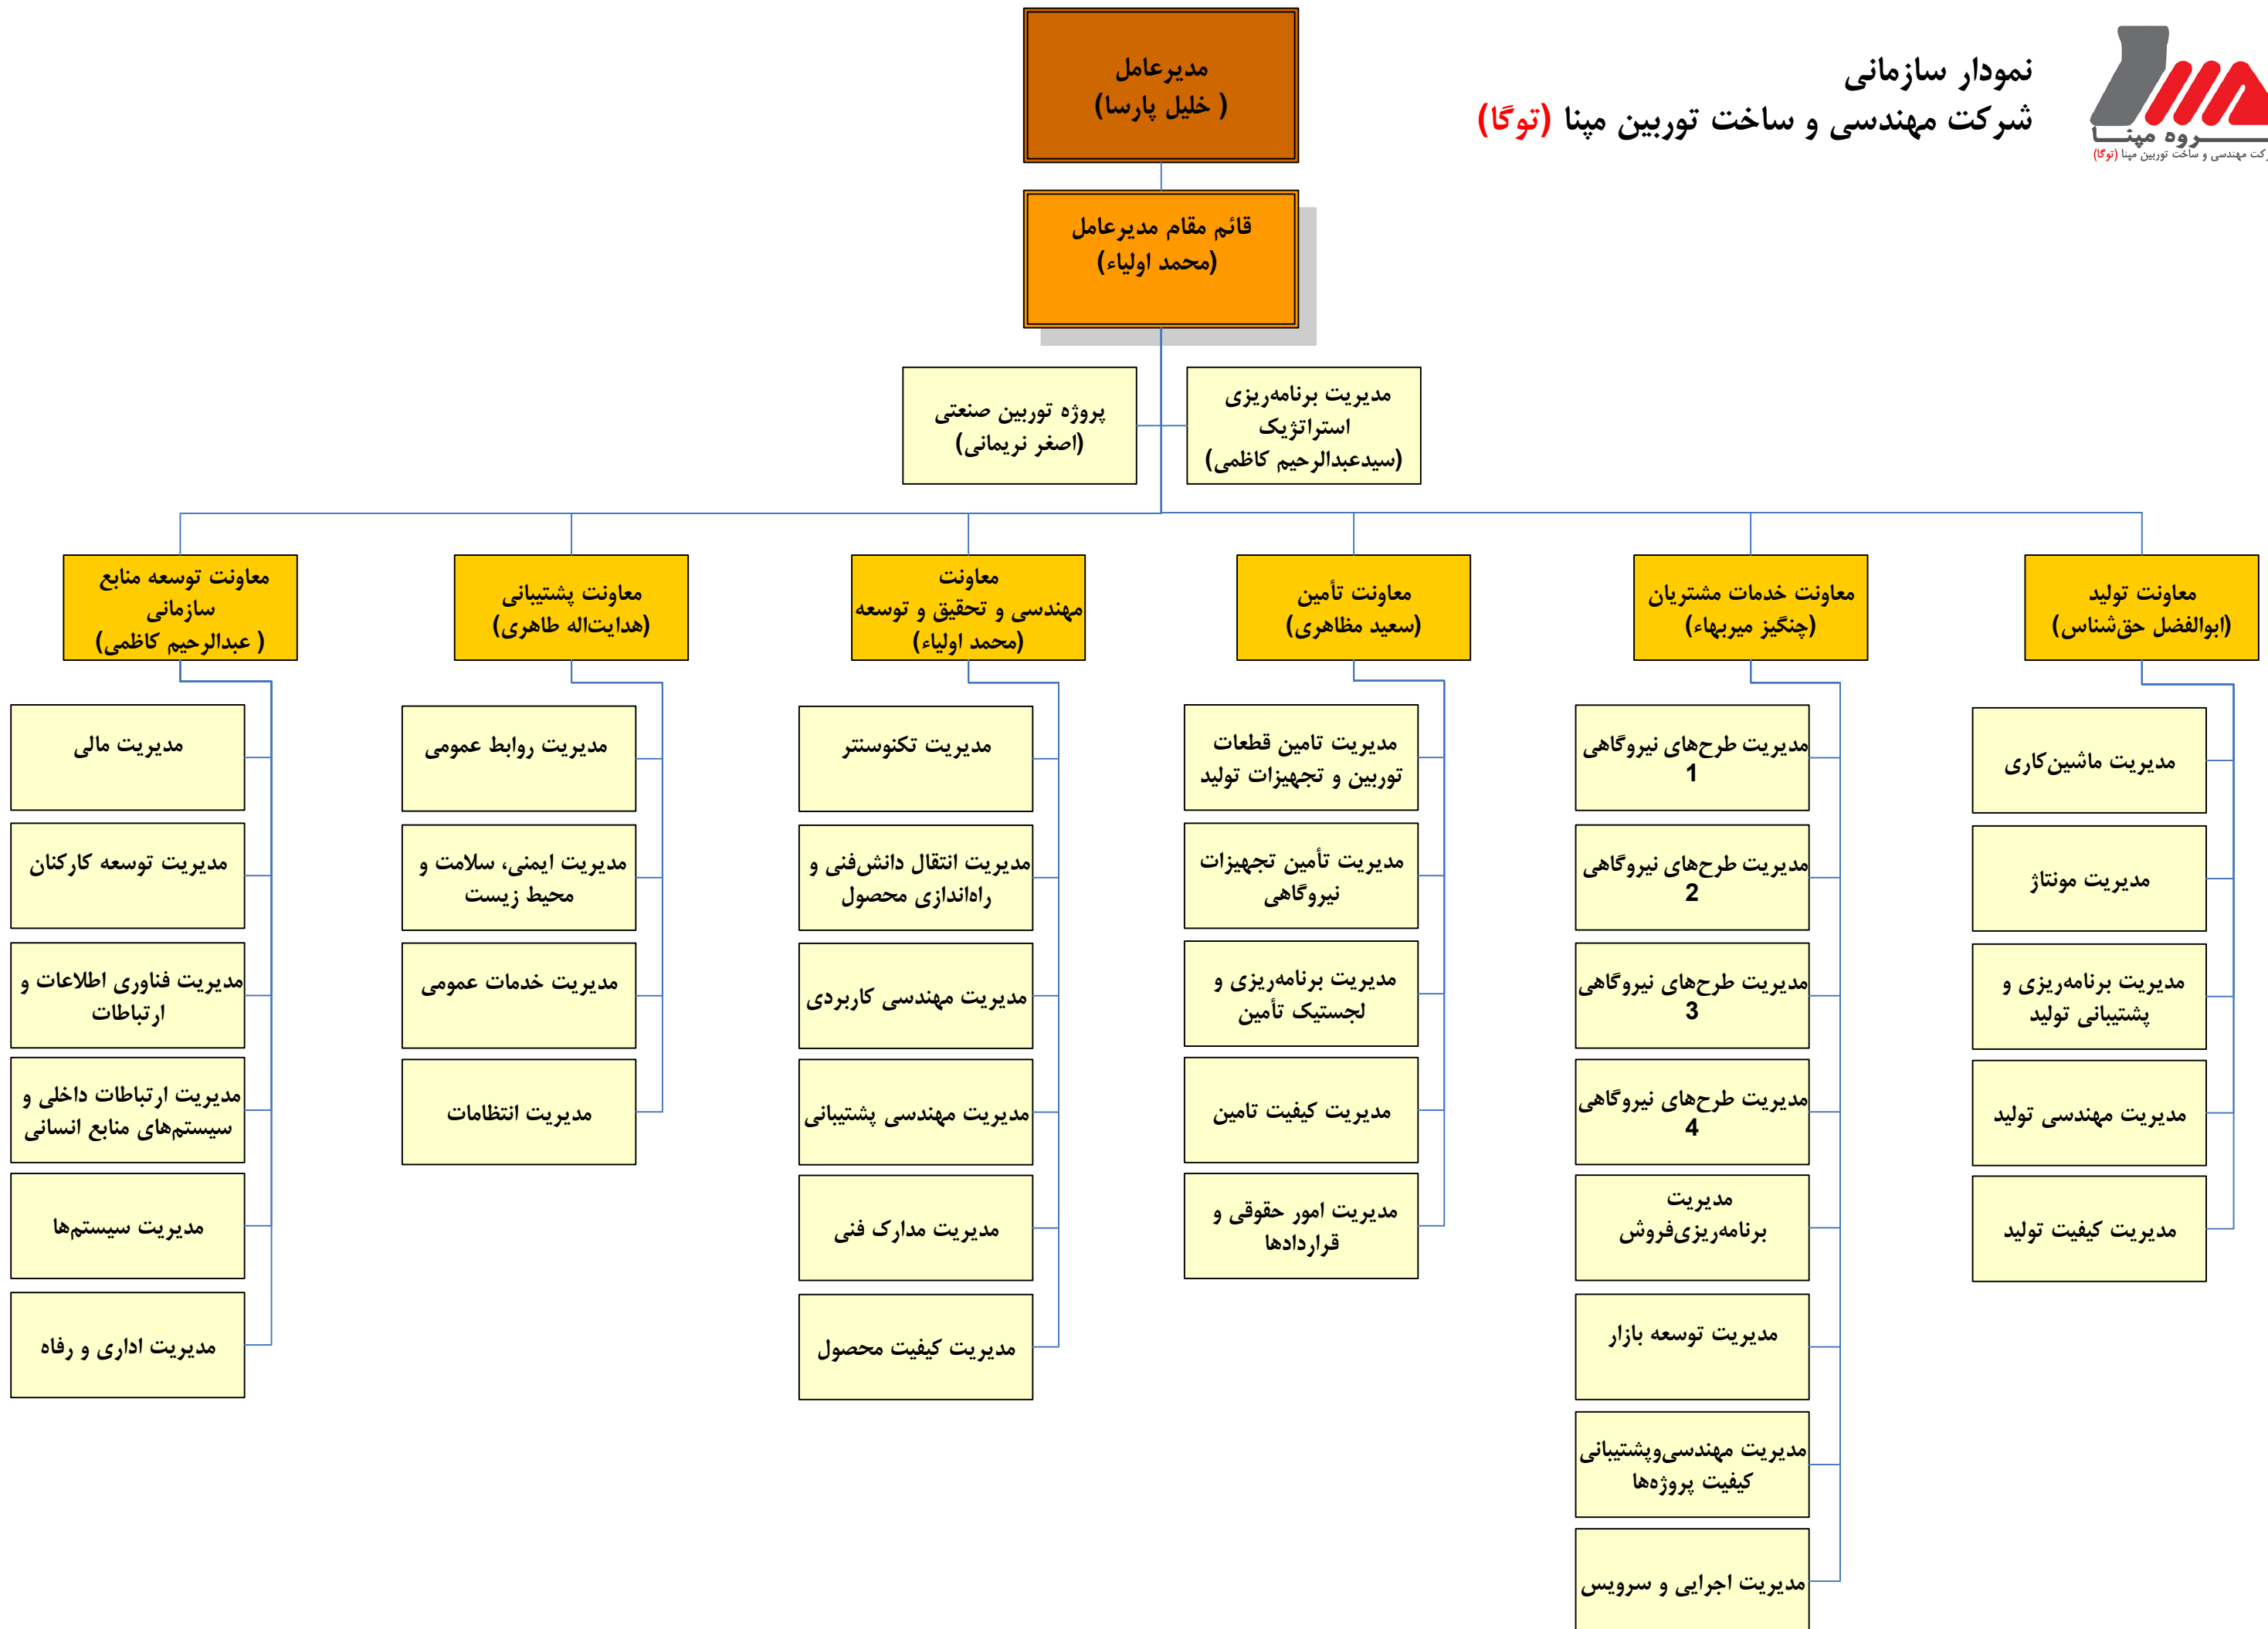 نمودار سازمانی
شرکت مهندسی و ساخت توربین مپنا (توگا)
گروه مپنا
شرکت مهندسی و ساخت توربین مپنا (توگا)
مدیرعامل
( خلیل پارسا)
قائم مقام مدیرعامل
(محمد اولیاء)
مدیریت برنامه‌ریزی
استراتژیک
(سیدعبدالرحیم کاظمی)
پروژه توربین صنعتی
(اصغر نریمانی)
معاونت تولید
(ابوالفضل حق‌شناس)
مدیریت ماشین‌کاری
مدیریت مونتاژ
مدیریت برنامه‌ریزی و
پشتیبانی تولید
مدیریت مهندسی تولید
مدیریت کیفیت تولید
معاونت خدمات مشتریان
(چنگیز میربهاء)
مدیریت طرح‌های نیروگاهی
1
مدیریت طرح‌های نیروگاهی
2
مدیریت طرح‌های نیروگاهی
3
مدیریت طرح‌های نیروگاهی
4
مدیریت
برنامه‌ریزی‌فروش
مدیریت توسعه بازار
مدیریت مهندسی‌وپشتیبانی
کیفیت پروژه‌ها
مدیریت اجرایی و سرویس
معاونت تأمین
(سعید مظاهری)
مدیریت تامین قطعات
توربین و تجهیزات تولید
مدیریت تأمین تجهیزات
نیروگاهی
مدیریت برنامه‌ریزی و
لجستیک تأمین
مدیریت کیفیت تامین
مدیریت امور حقوقی و
قراردادها
معاونت
مهندسی و تحقیق و توسعه
(محمد اولیاء)
مدیریت تکنوسنتر
مدیریت انتقال دانش‌فنی و
راه‌اندازی محصول
مدیریت مهندسی کاربردی
مدیریت مهندسی پشتیبانی
مدیریت مدارک فنی
مدیریت کیفیت محصول
معاونت پشتیبانی
(هدایت‌اله طاهری)
مدیریت روابط عمومی
مدیریت ایمنی، سلامت و
محیط زیست
مدیریت خدمات عمومی
مدیریت انتظامات
معاونت توسعه منابع
سازمانی
( عبدالرحیم کاظمی)
مدیریت مالی
مدیریت توسعه کارکنان
مدیریت فناوری اطلاعات و
ارتباطات
مدیریت ارتباطات داخلی و
سیستم‌های منابع انسانی
مدیریت سیستم‌ها
مدیریت اداری و رفاه